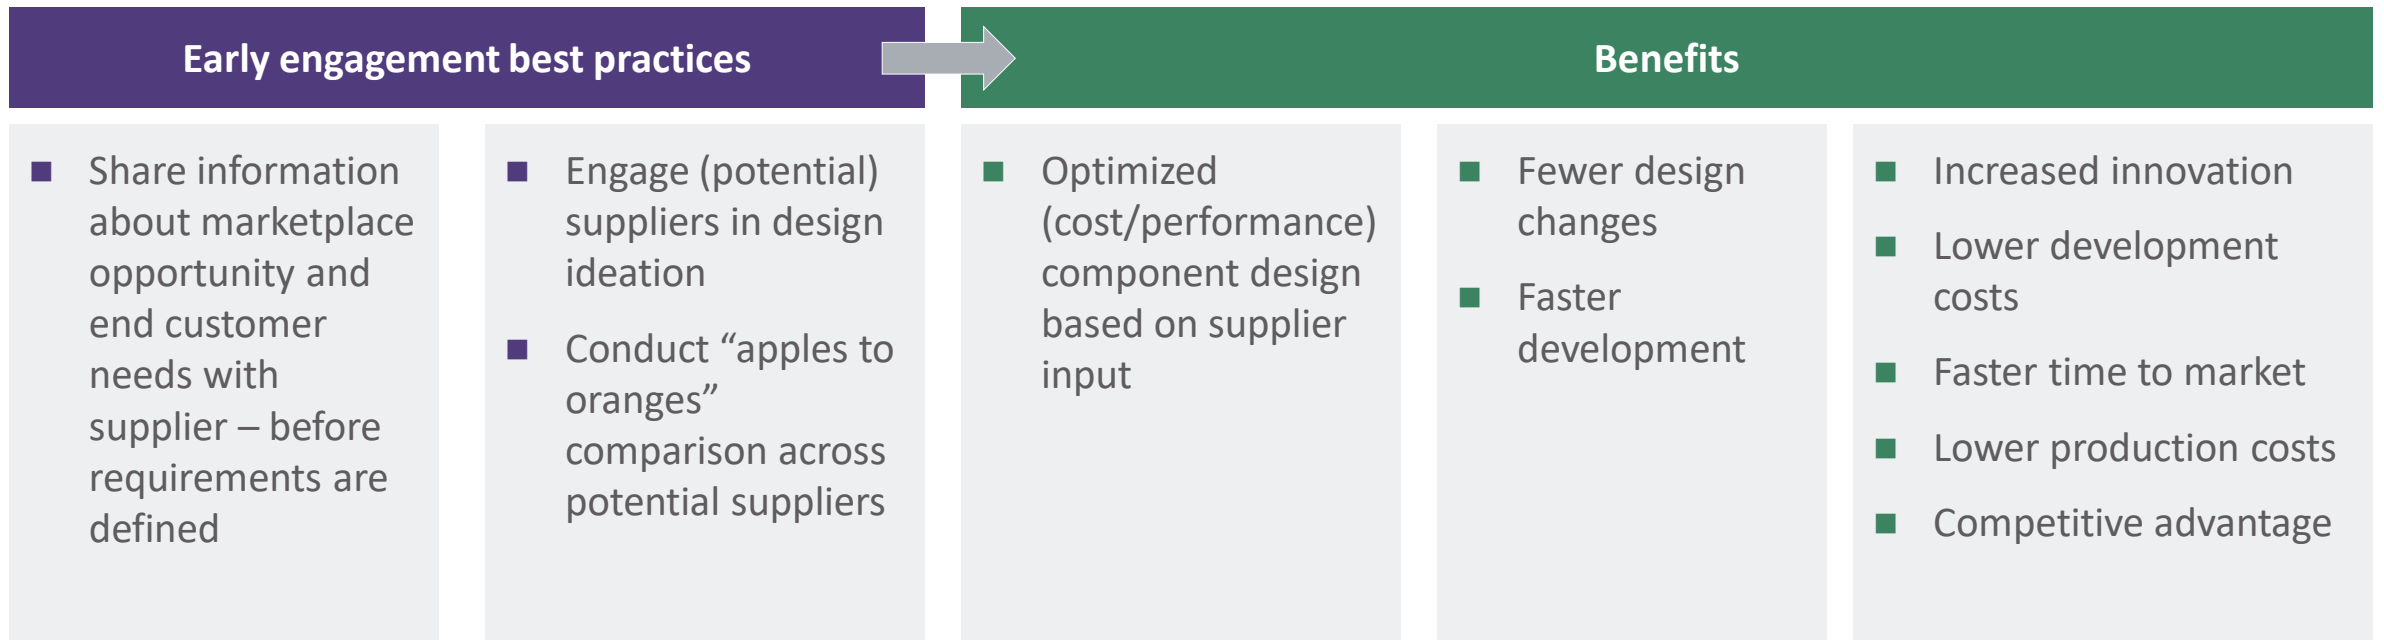 Early engagement best practices
Benefits
Share information
about marketplace
opportunity and
end customer
needs with
supplier – before
requirements are
defined
Engage (potential)
suppliers in design
ideation
Conduct “apples to
oranges”
comparison across
potential suppliers
Optimized
(cost/performance)
component design
based on supplier
input
Fewer design
changes
Faster
development
Increased innovation
Lower development
costs
Faster time to market
Lower production costs
Competitive advantage